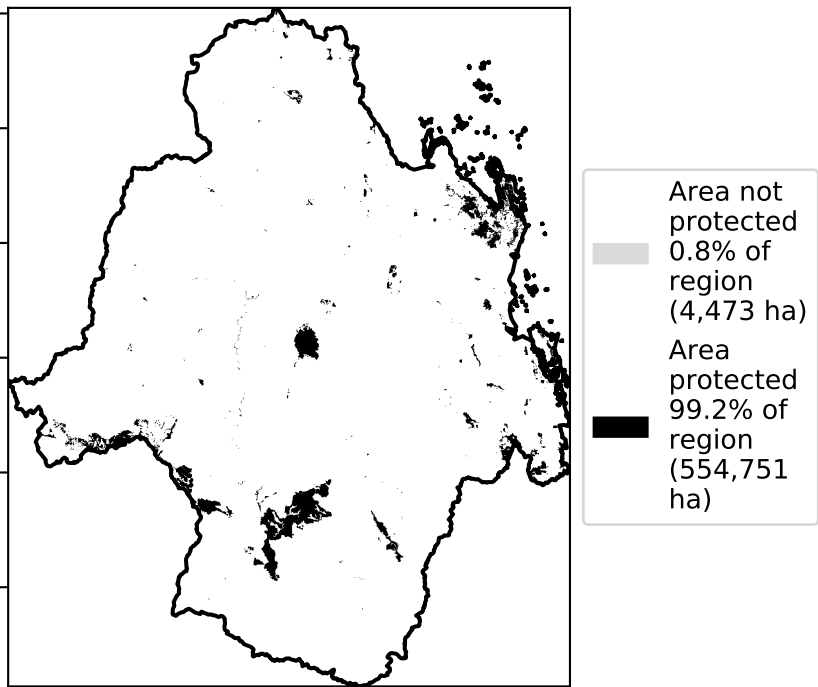 Area not
protected
0.8% of
region
(4,473 ha)
Area
protected
99.2% of
region
(554,751
ha)